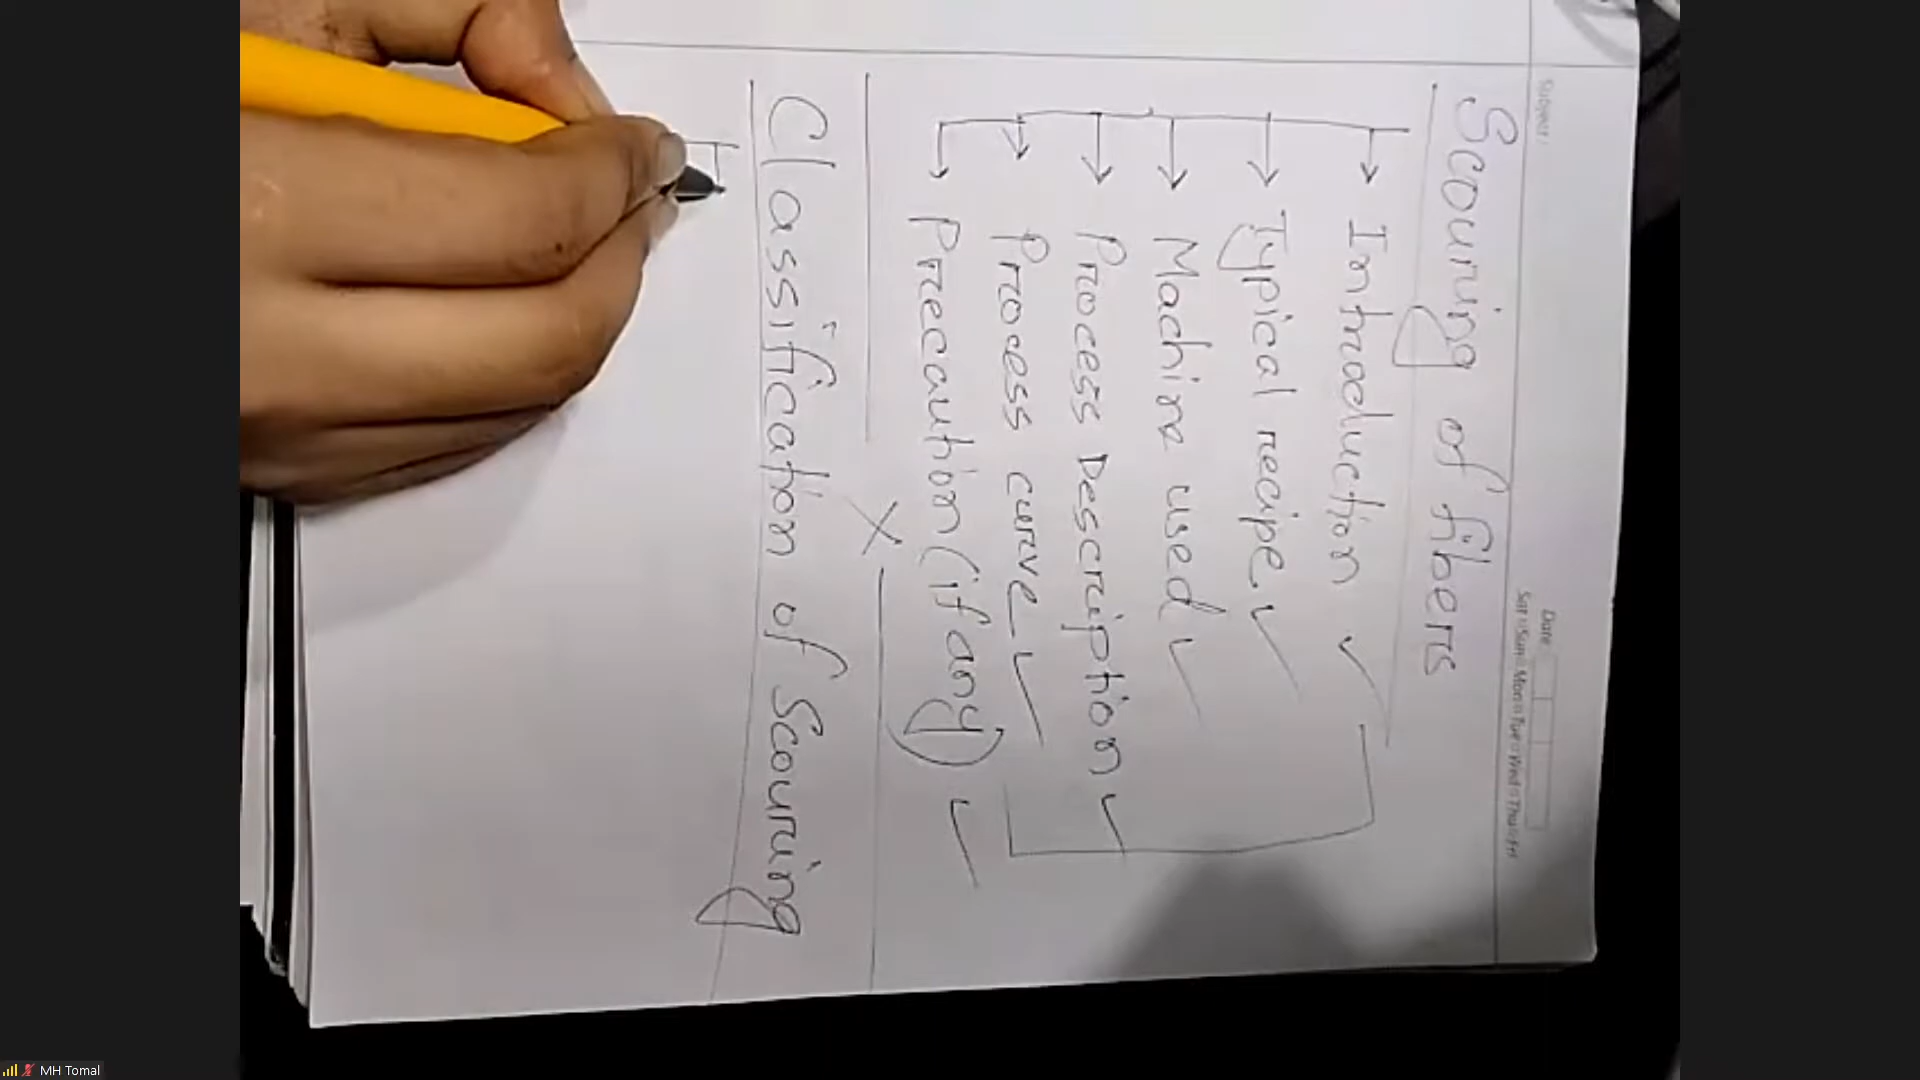 Subject:
Date
Sat Sun Mon Tue Wed Thu Fri
Scouring of fibers
Introduction ✓
Typical recipe ✓
Machine used ✓
Process Description ✓
Process curve ✓
Precaution (if any) ✓
X
Classification of Scouring
MH Tomal